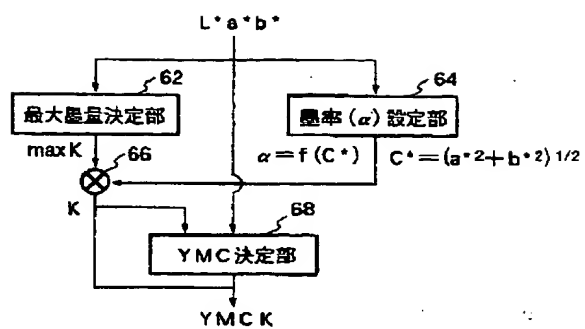 L*a*b*
62
64
最大墨量決定部
墨率(α)設定部
maxK
66
α=f(C*)
C*=(a*2+b*2)1/2
K
68
YMC決定部
YMCK